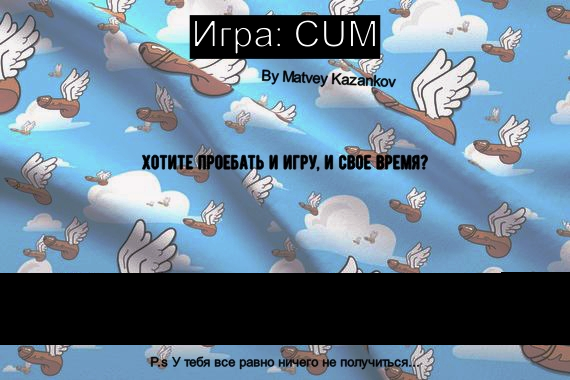 Игра: CUM
By Matvey Kazankov
ХОТИТЕ ПРОЕБАТЬ И ИГРУ, И СВОЕ ВРЕМЯ?
P.s У тебя все равно ничего не получиться...